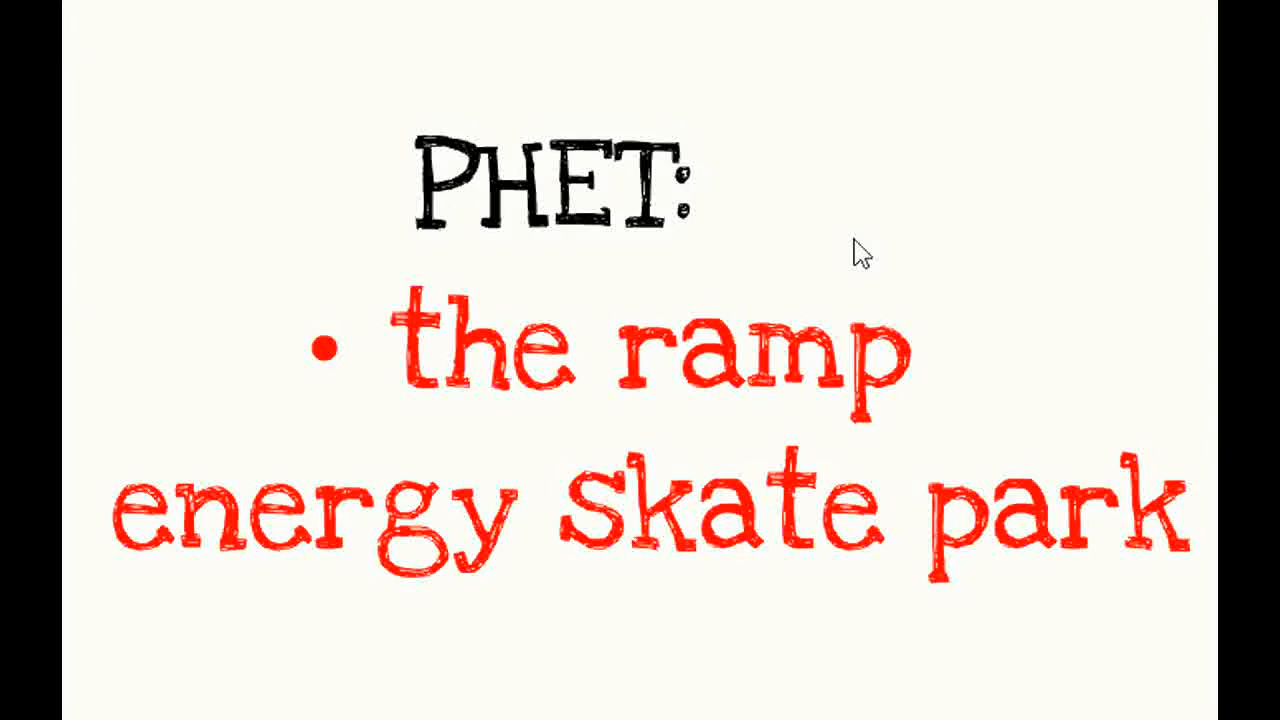 PHET:
• the ramp
energy skate park